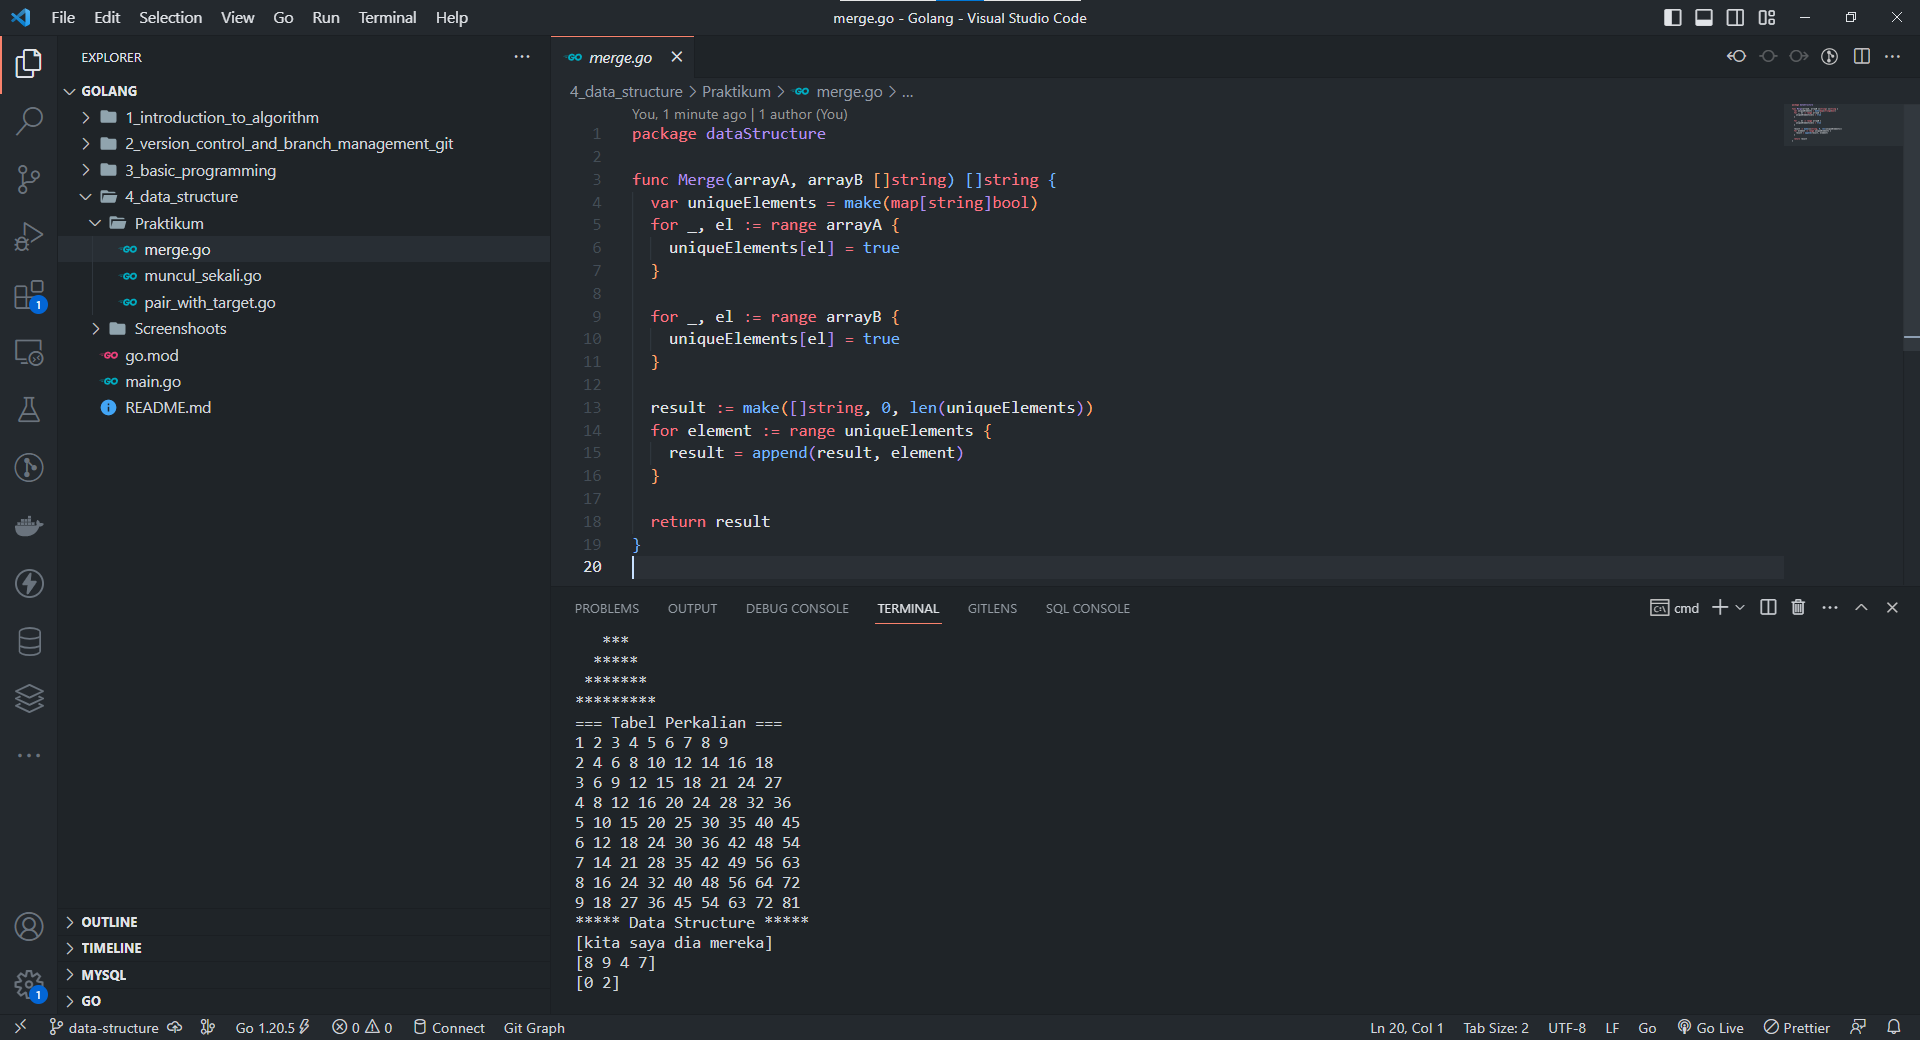 File Edit Selection View Go Run Terminal Help
merge.go - Golang - Visual Studio Code
EXPLORER
GOLANG
1_introduction_to_algorithm
2_version_control_and_branch_management_git
3_basic_programming
4_data_structure
Praktikum
merge.go
muncul_sekali.go
pair_with_target.go
Screenshoots
go.mod
main.go
README.md
OUTLINE
TIMELINE
MYSQL
GO
1
1
merge.go
4_data_structure > Praktikum > merge.go > ...
You, 1 minute ago | 1 author (You)
1 package dataStructure
2
3 func Merge(arrayA, arrayB []string) []string {
4 var uniqueElements = make(map[string]bool)
5 for _, el := range arrayA {
6 uniqueElements[el] = true
7 }
8
9 for _, el := range arrayB {
10 uniqueElements[el] = true
11 }
12
13 result := make([]string, 0, len(uniqueElements))
14 for element := range uniqueElements {
15 result = append(result, element)
16 }
17
18 return result
19 }
20
PROBLEMS OUTPUT DEBUG CONSOLE TERMINAL GITLENS SQL CONSOLE
cmd
***
*****
*******
*********
=== Tabel Perkalian ===
1 2 3 4 5 6 7 8 9
2 4 6 8 10 12 14 16 18
3 6 9 12 15 18 21 24 27
4 8 12 16 20 24 28 32 36
5 10 15 20 25 30 35 40 45
6 12 18 24 30 36 42 48 54
7 14 21 28 35 42 49 56 63
8 16 24 32 40 48 56 64 72
9 18 27 36 45 54 63 72 81
***** Data Structure *****
[kita saya dia mereka]
[8 9 4 7]
[0 2]
data-structure Go 1.20.5 0 0 Connect Git Graph
Ln 20, Col 1 Tab Size: 2 UTF-8 LF Go Go Live Prettier